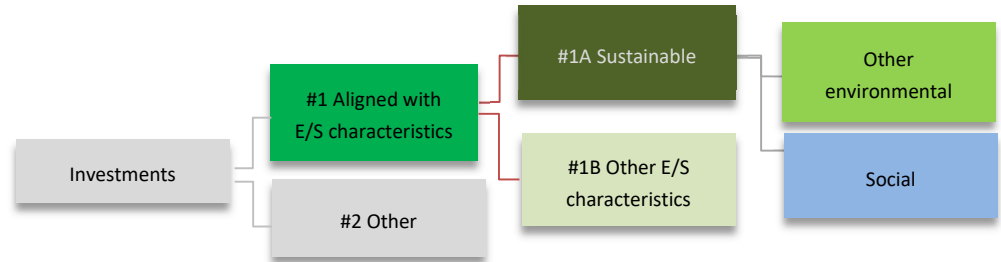 Investments
#1 Aligned with
E/S characteristics
#2 Other
#1A Sustainable
#1B Other E/S
characteristics
Other
environmental
Social